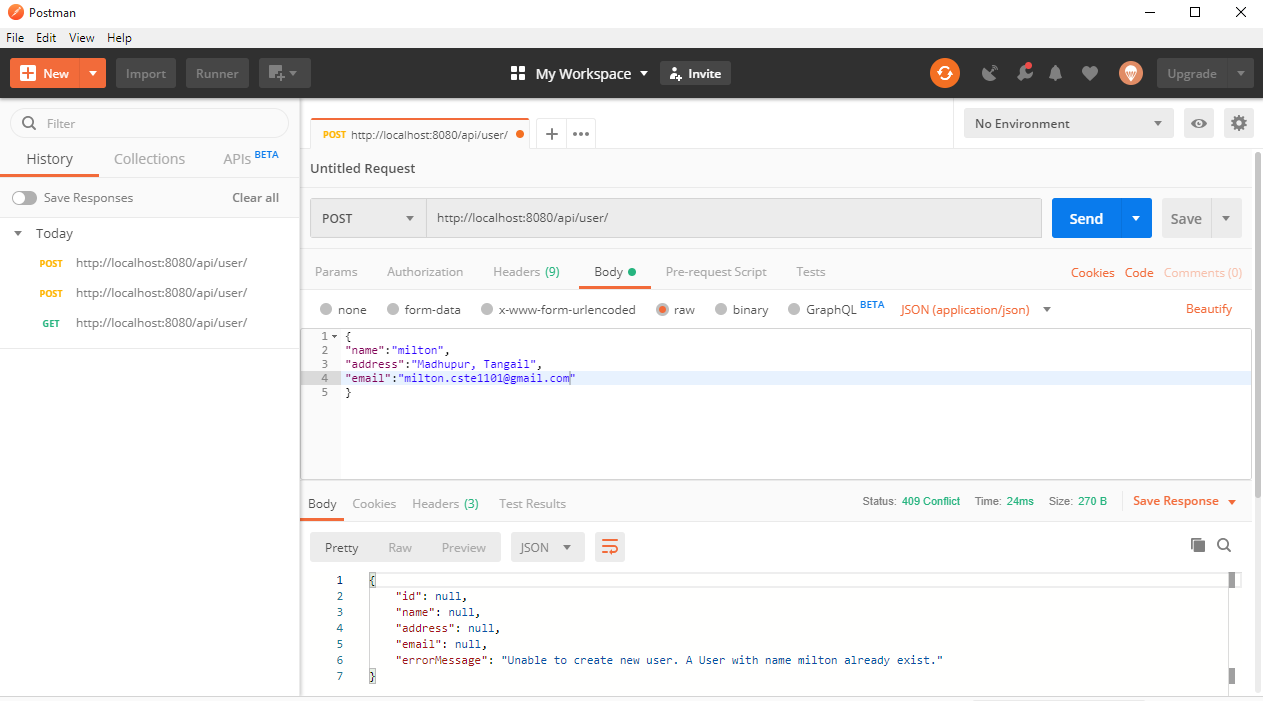 Postman
File Edit View Help
New Import Runner My Workspace Invite Upgrade
Filter
History Collections APIs BETA
Save Responses Clear all
Today
POST http://localhost:8080/api/user/
POST http://localhost:8080/api/user/
GET http://localhost:8080/api/user/
POST http://localhost:8080/api/user/
No Environment
Untitled Request
POST http://localhost:8080/api/user/ Send Save
Params Authorization Headers (9) Body Pre-request Script Tests Cookies Code Comments (0)
none form-data x-www-form-urlencoded raw binary GraphQL BETA JSON (application/json) Beautify
1 {
2 "name":"milton",
3 "address":"Madhupur, Tangail",
4 "email":"milton.cste1101@gmail.com"
5 }
Body Cookies Headers (3) Test Results Status: 409 Conflict Time: 24ms Size: 270 B Save Response
Pretty Raw Preview JSON
1 {
2 "id": null,
3 "name": null,
4 "address": null,
5 "email": null,
6 "errorMessage": "Unable to create new user. A User with name milton already exist."
7 }